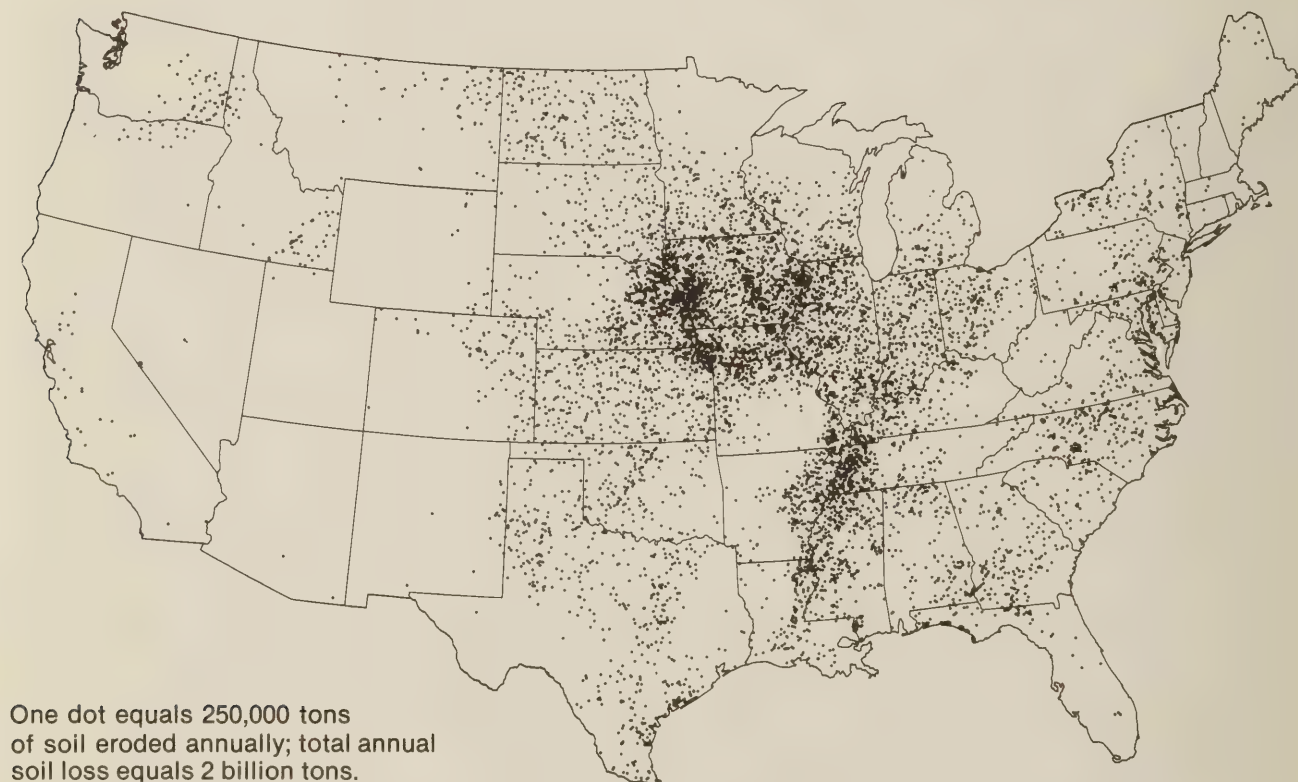 One dot equals 250,000 tons
of soil eroded annually; total annual
soil loss equals 2 billion tons.